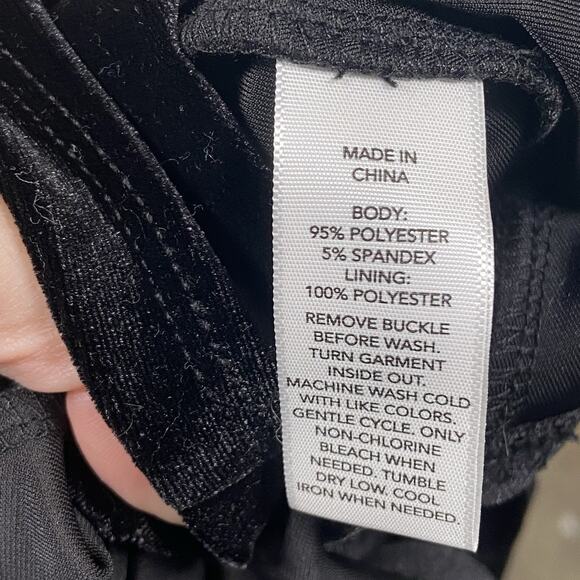 MADE IN
CHINA
BODY:
95% POLYESTER
5% SPANDEX
LINING:
100% POLYESTER
REMOVE BUCKLE
BEFORE WASH.
TURN GARMENT
INSIDE OUT.
MACHINE WASH COLD
WITH LIKE COLORS.
GENTLE CYCLE. ONLY
NON-CHLORINE
BLEACH WHEN
NEEDED. TUMBLE
DRY LOW. COOL
IRON WHEN NEEDED.